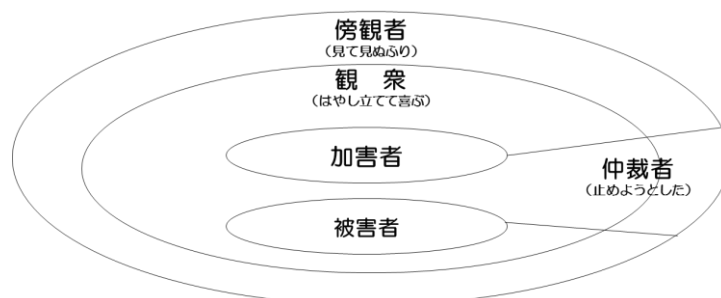 傍観者
（見て見ぬふり）
観　衆
（はやし立てて喜ぶ）
加害者
仲裁者
（止めようとした）
被害者